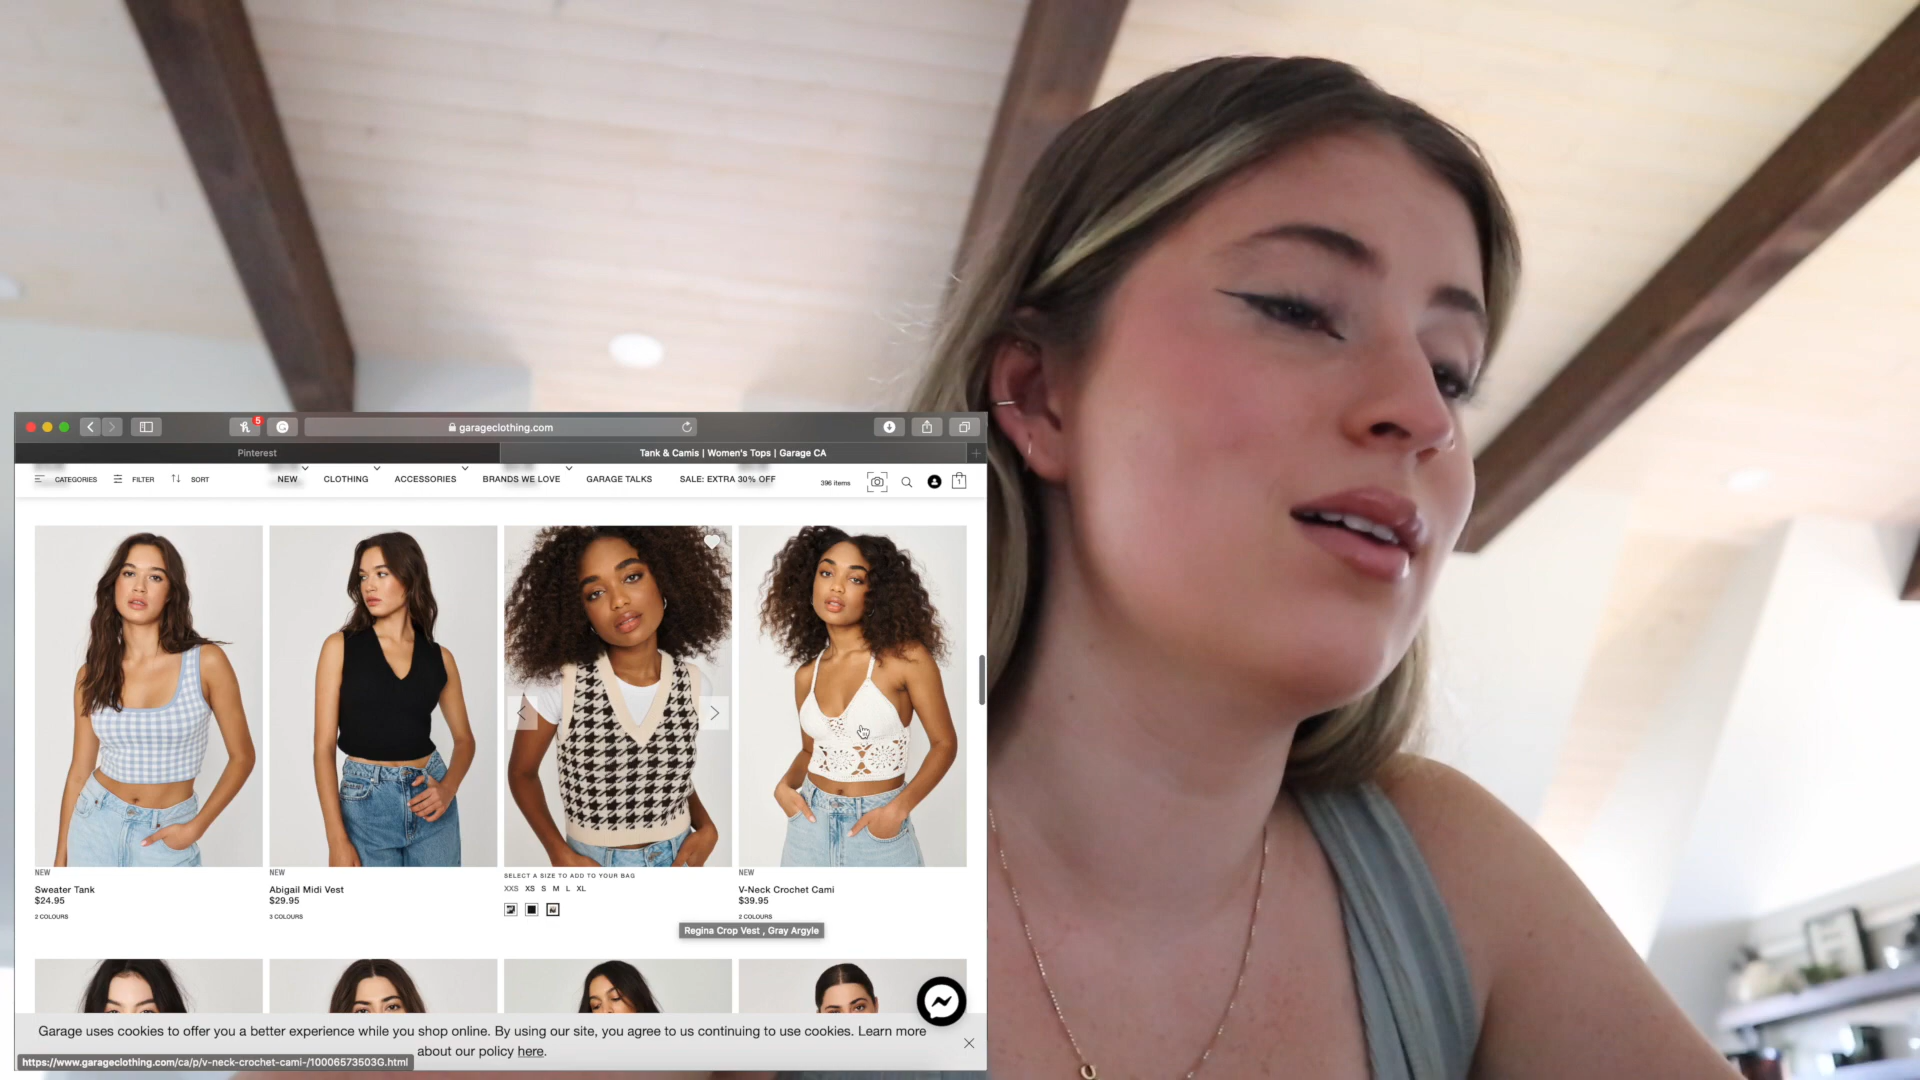 5
garageclothing.com
Pinterest
Tank & Camis | Women's Tops | Garage CA
CATEGORIES FILTER SORT NEW CLOTHING ACCESSORIES BRANDS WE LOVE GARAGE TALKS SALE: EXTRA 30% OFF 396 items 1
NEW
Sweater Tank
$24.95
2 COLOURS
NEW
Abigail Midi Vest
$29.95
3 COLOURS
SELECT A SIZE TO ADD TO YOUR BAG
XXS XS S M L XL
NEW
V-Neck Crochet Cami
$39.95
2 COLOURS
Regina Crop Vest , Gray Argyle
Garage uses cookies to offer you a better experience while you shop online. By using our site, you agree to us continuing to use cookies. Learn more
about our policy here.
https://www.garageclothing.com/ca/p/v-neck-crochet-cami-/10006573503G.html